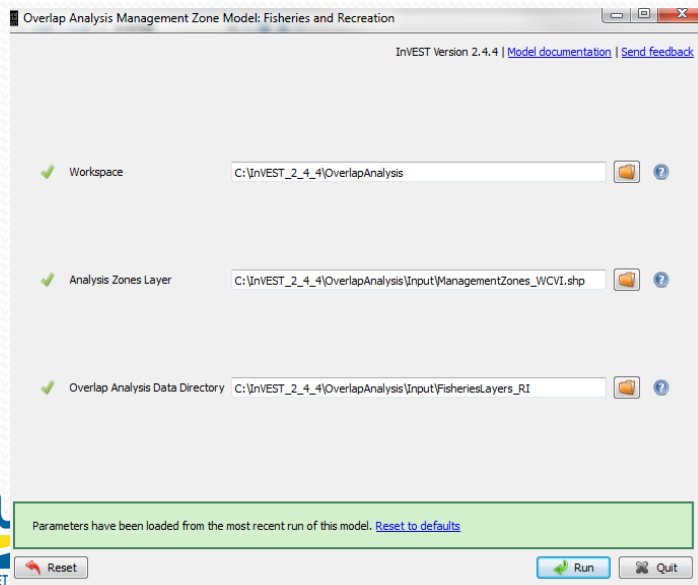 Overlap Analysis Management Zone Model: Fisheries and Recreation
InVEST Version 2.4.4 | Model documentation | Send feedback
Workspace C:\InVEST_2_4_4\OverlapAnalysis
Analysis Zones Layer C:\InVEST_2_4_4\OverlapAnalysis\Input\ManagementZones_WCVI.shp
Overlap Analysis Data Directory C:\InVEST_2_4_4\OverlapAnalysis\Input\FisheriesLayers_RI
Parameters have been loaded from the most recent run of this model. Reset to defaults
Reset Run Quit